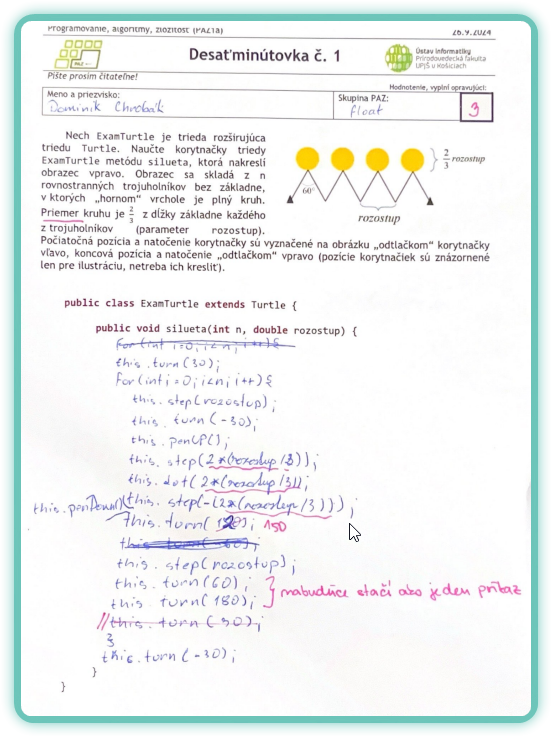 Programovanie, algoritmy, zložitosť (PAZ1a)
26.9.2024
PAZ
Desaťminútovka č. 1
Ústav informatiky
Prírodovedecká fakulta
UPJŠ v Košiciach
Píšte prosím čitateľne!
Hodnotenie, vyplní opravujúci:
Meno a priezvisko:
Dominik Chrobák
Skupina PAZ:
float
3
Nech ExamTurtle je trieda rozširujúca
triedu Turtle. Naučte korytnačky triedy
ExamTurtle metódu silueta, ktorá nakreslí
obrazec vpravo. Obrazec sa skladá z n
rovnostranných trojuholníkov bez základne,
v ktorých „hornom“ vrchole je plný kruh.
Priemer kruhu je 2/3 z dĺžky základne každého
z trojuholníkov (parameter rozostup).
Počiatočná pozícia a natočenie korytnačky sú vyznačené na obrázku „odtlačkom“ korytnačky
vľavo, koncová pozícia a natočenie „odtlačkom“ vpravo (pozície korytnačiek sú znázornené
len pre ilustráciu, netreba ich kresliť).
2/3 rozostup
60°
rozostup
public class ExamTurtle extends Turtle {
public void silueta(int n, double rozostup) {
for (int i=0; i<n; i++){
this.turn(30);
for(int i=0; i<n; i++){
this.step(rozostup);
this.turn(-30);
this.penUP();
this.step(2*(rozostup/3));
this.dot(2*(rozostup/3));
this.penDown();
this.step(-(2*(rozostup/3)));
this.turn(120); 150
this.turn(-60);
this.step(rozostup);
this.turn(60);
this.turn(180);
} nabudúce stačí ako jeden príkaz
//this.turn(90);
}
this.turn(-30);
}
}